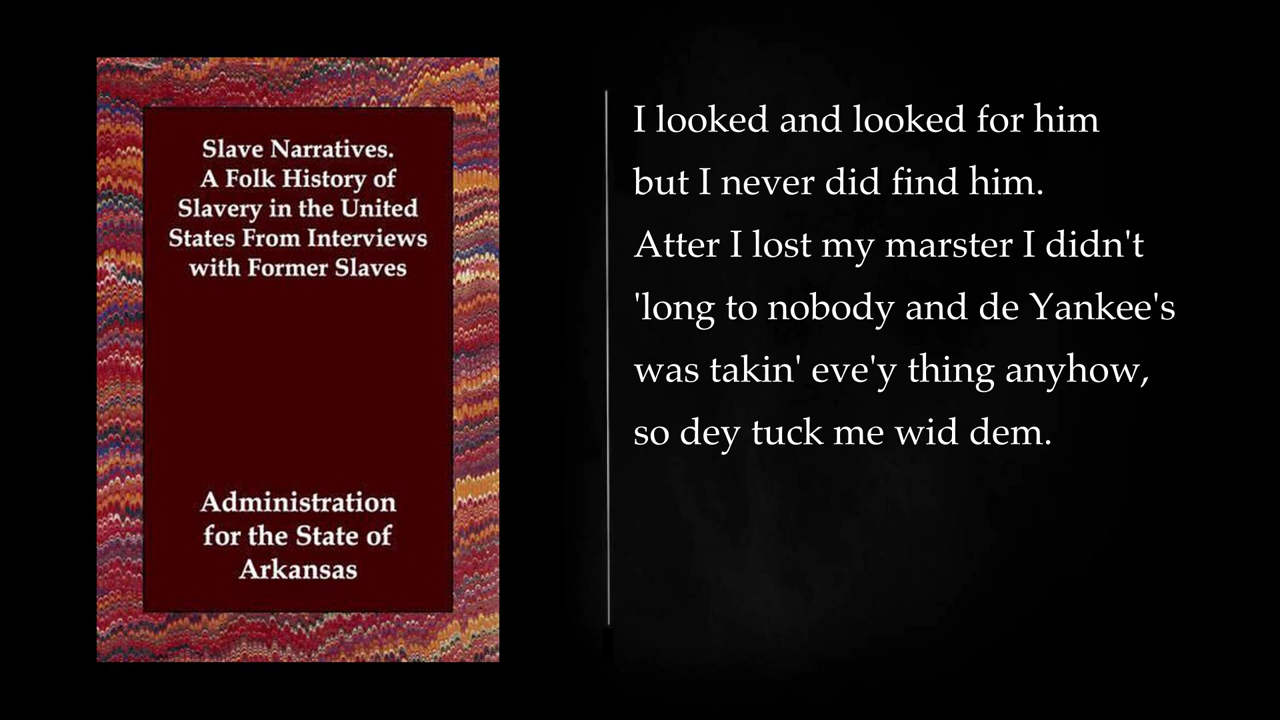 Slave Narratives.
A Folk History of
Slavery in the United
States From Interviews
with Former Slaves
Administration
for the State of
Arkansas
I looked and looked for him
but I never did find him.
Atter I lost my marster I didn't
'long to nobody and de Yankee's
was takin' eve'y thing anyhow,
so dey tuck me wid dem.